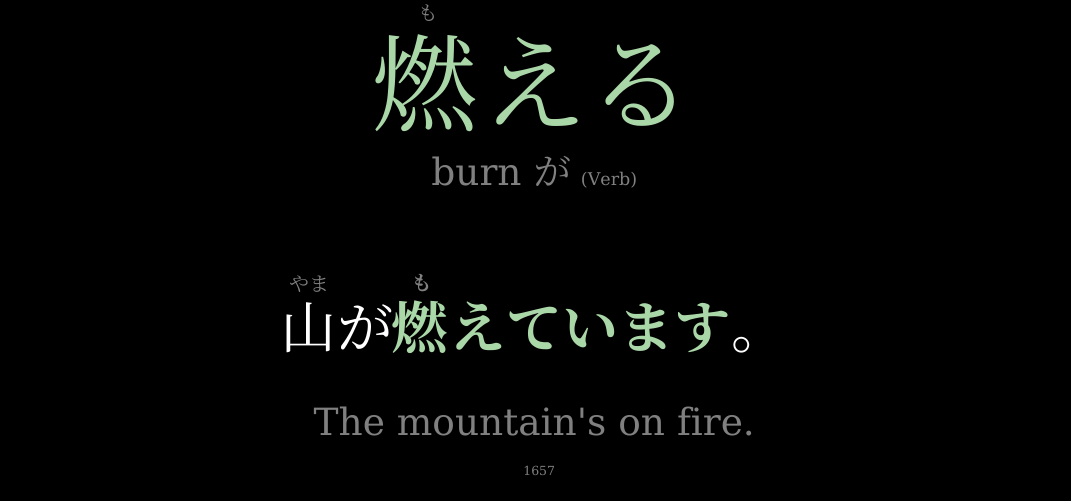 も
燃える
burn が (Verb)
やま も
山が燃えています。
The mountain's on fire.
1657